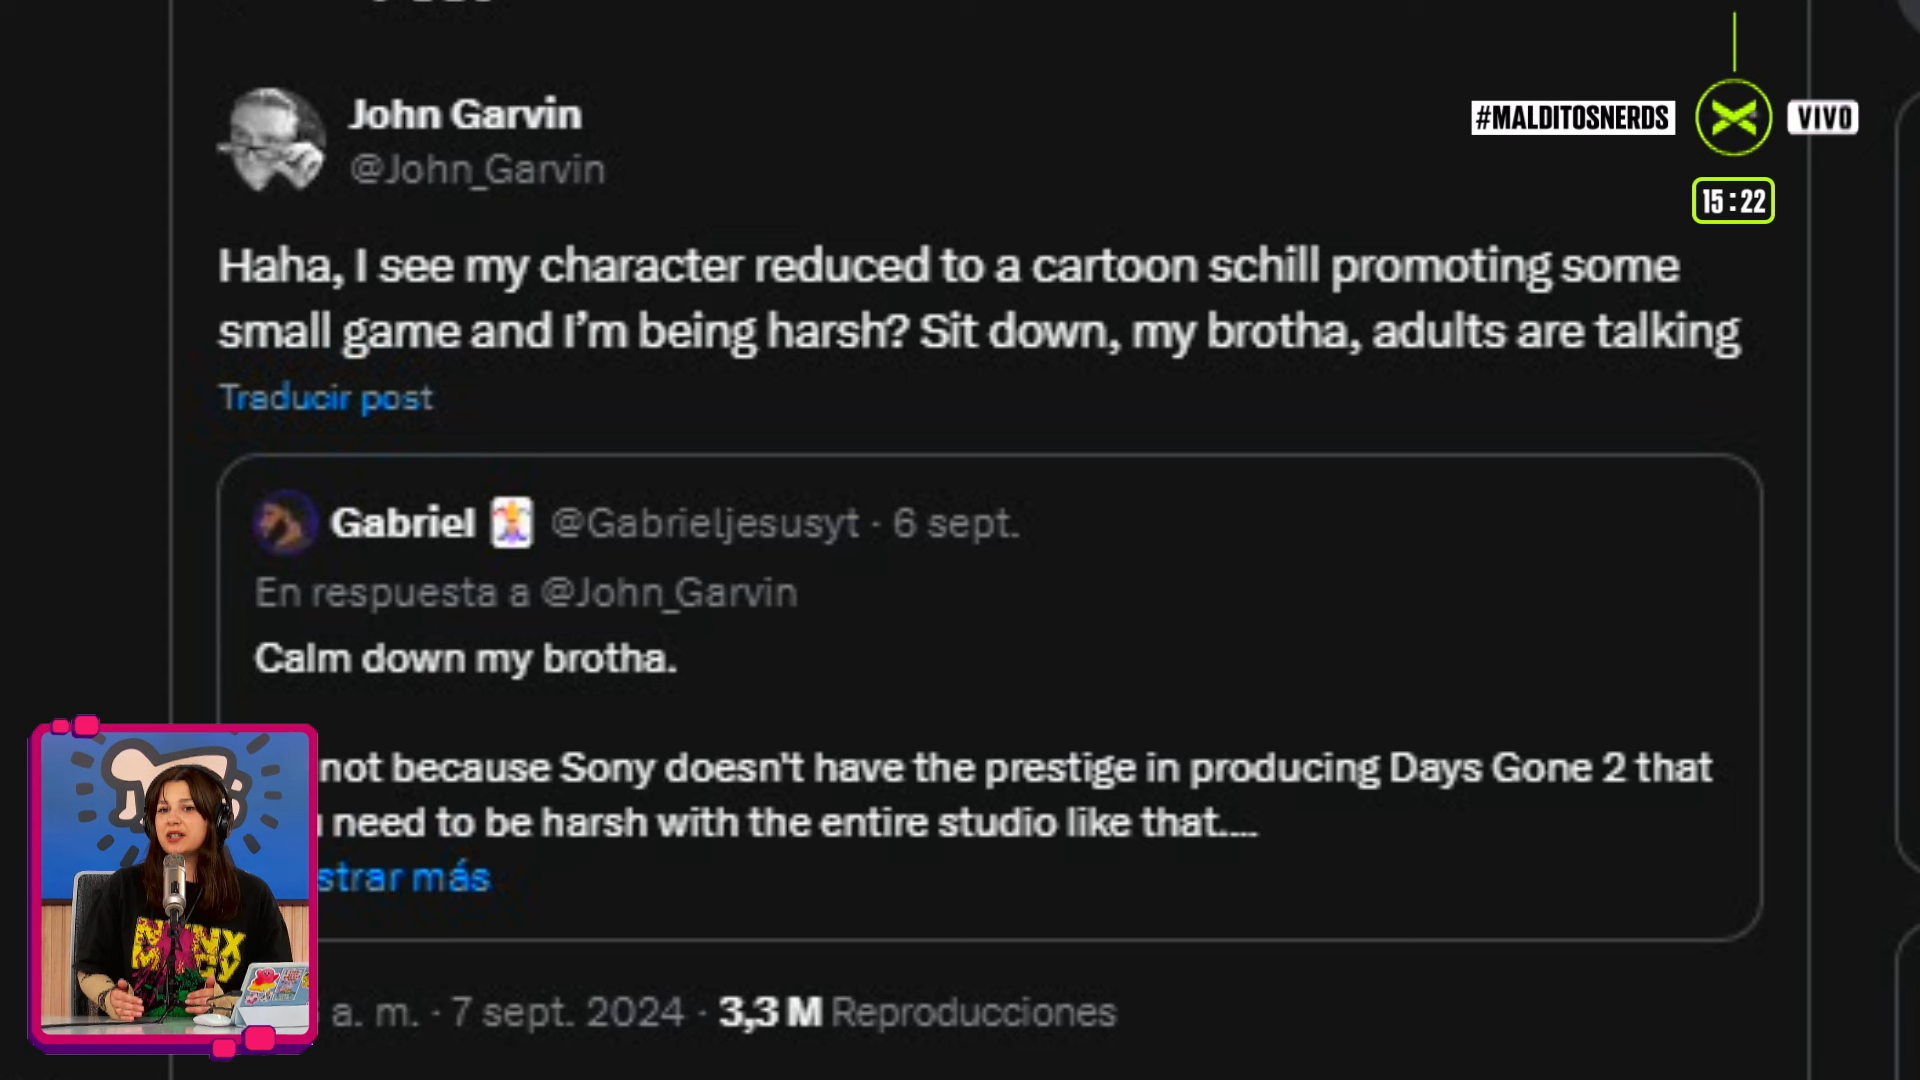 John Garvin
@John_Garvin
#MALDITOSNERDS
VIVO
15:22
Haha, I see my character reduced to a cartoon schill promoting some
small game and I'm being harsh? Sit down, my brotha, adults are talking
Traducir post
Gabriel @Gabrieljesusyt · 6 sept.
En respuesta a @John_Garvin
Calm down my brotha.
not because Sony doesn't have the prestige in producing Days Gone 2 that
need to be harsh with the entire studio like that....
strar más
a. m. · 7 sept. 2024 · 3,3 M Reproducciones